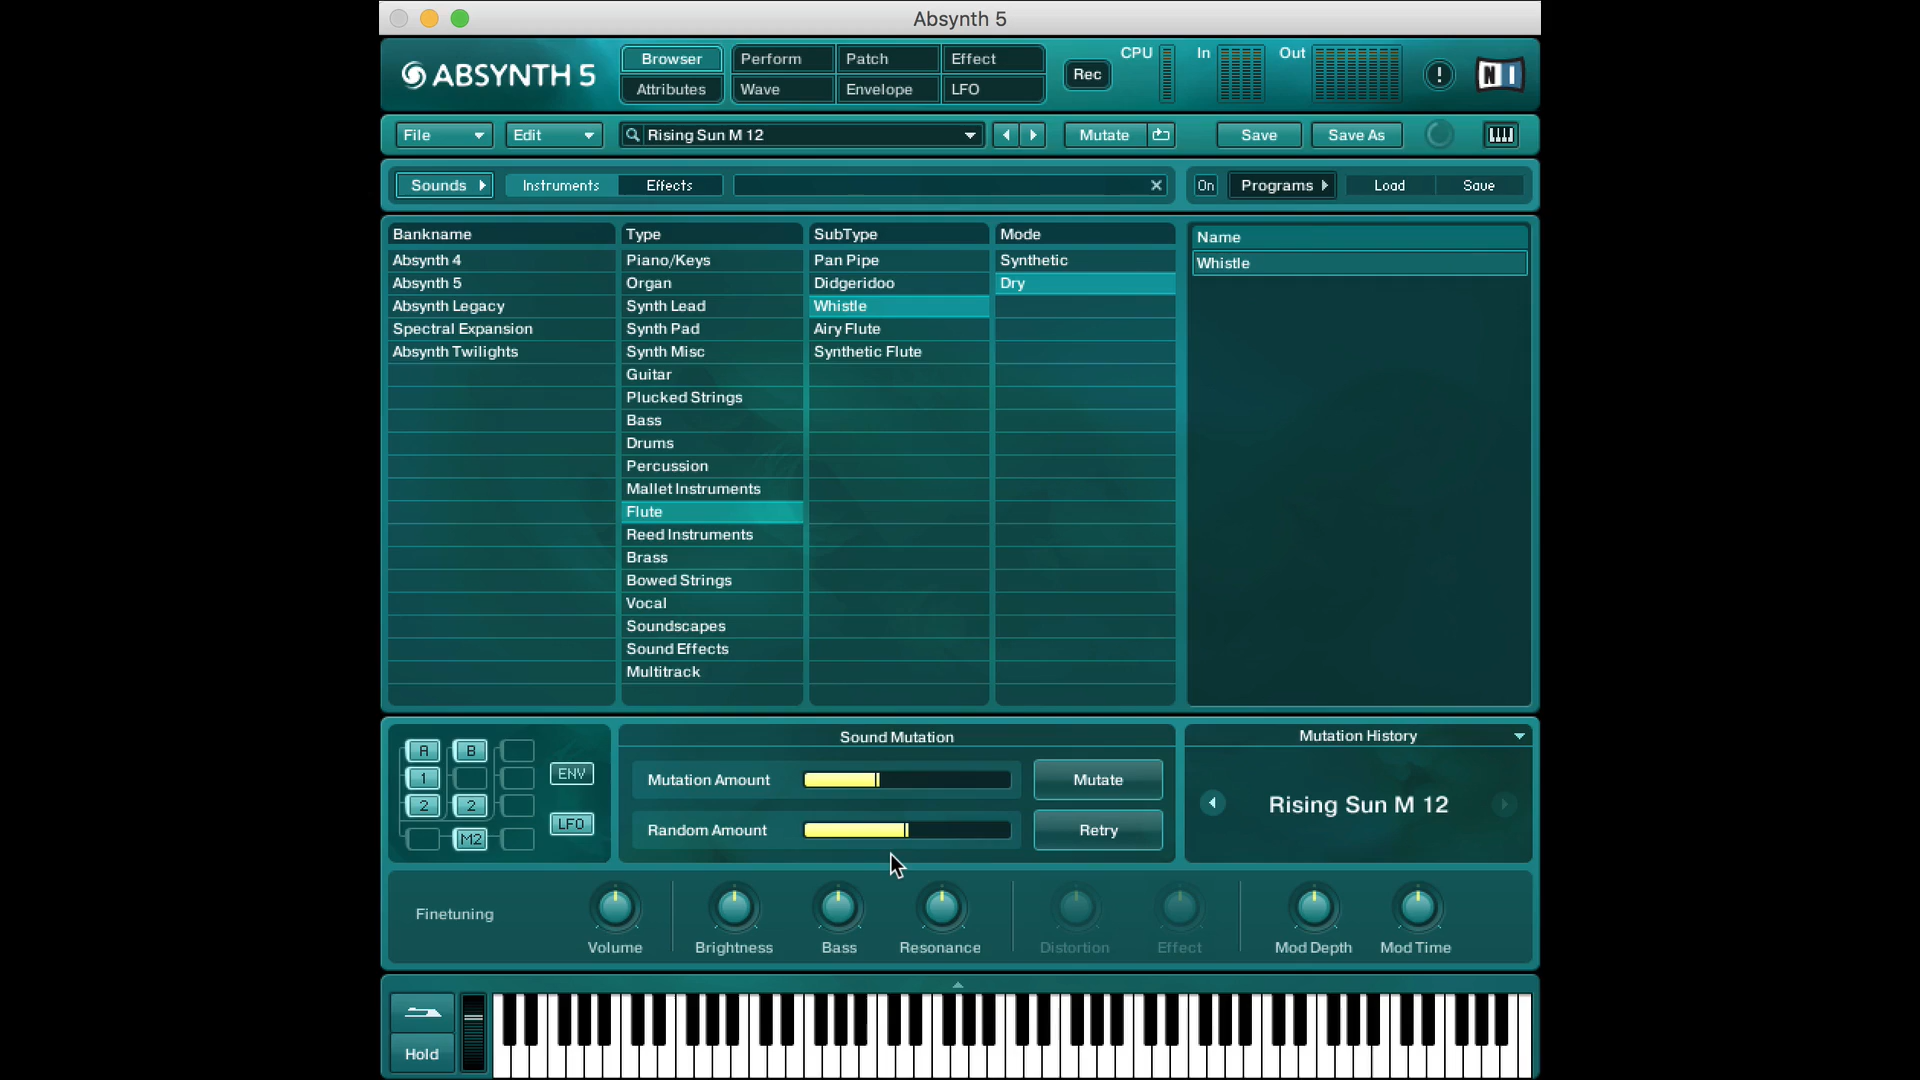 Absynth 5
ABSYNTH 5
Browser Perform Patch Effect
Attributes Wave Envelope LFO
Rec
CPU
In
Out
!
NI
File Edit Rising Sun M 12 Mutate Save Save As
Sounds Instruments Effects On Programs Load Save
Bankname
Absynth 4
Absynth 5
Absynth Legacy
Spectral Expansion
Absynth Twilights
Type
Piano/Keys
Organ
Synth Lead
Synth Pad
Synth Misc
Guitar
Plucked Strings
Bass
Drums
Percussion
Mallet Instruments
Flute
Reed Instruments
Brass
Bowed Strings
Vocal
Soundscapes
Sound Effects
Multitrack
SubType
Pan Pipe
Didgeridoo
Whistle
Airy Flute
Synthetic Flute
Mode
Synthetic
Dry
Name
Whistle
A B
1
2 2
M2
ENV
LFO
Sound Mutation
Mutation Amount Mutate
Random Amount Retry
Mutation History
Rising Sun M 12
Finetuning
Volume Brightness Bass Resonance Distortion Effect Mod Depth Mod Time
Hold